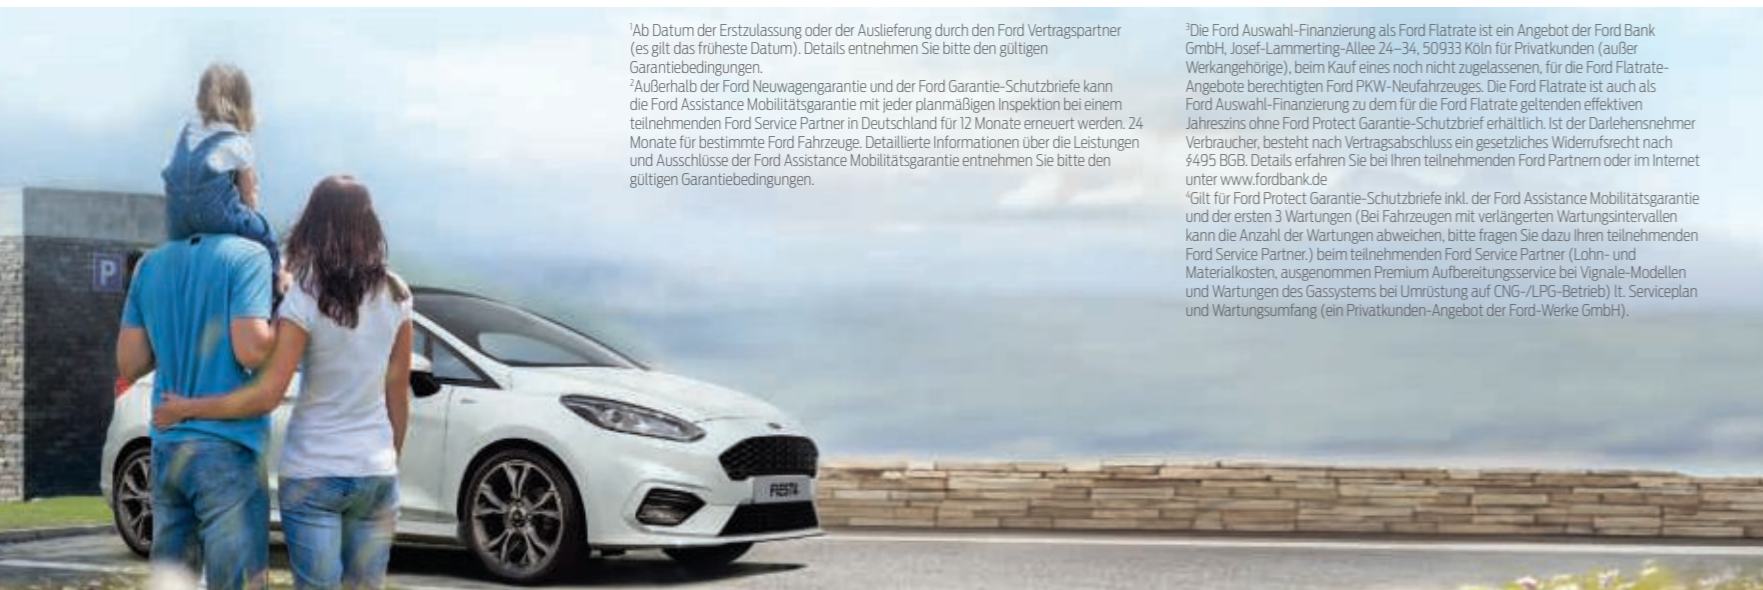 ¹Ab Datum der Erstzulassung oder der Auslieferung durch den Ford Vertragspartner
(es gilt das früheste Datum). Details entnehmen Sie bitte den gültigen
Garantiebedingungen.
²Außerhalb der Ford Neuwagengarantie und der Ford Garantie-Schutzbriefe kann
die Ford Assistance Mobilitätsgarantie mit jeder planmäßigen Inspektion bei einem
teilnehmenden Ford Service Partner in Deutschland für 12 Monate erneuert werden. 24
Monate für bestimmte Ford Fahrzeuge. Detaillierte Informationen über die Leistungen
und Ausschlüsse der Ford Assistance Mobilitätsgarantie entnehmen Sie bitte den
gültigen Garantiebedingungen.
³Die Ford Auswahl-Finanzierung als Ford Flatrate ist ein Angebot der Ford Bank
GmbH, Josef-Lammerting-Allee 24–34, 50933 Köln für Privatkunden (außer
Werkangehörige), beim Kauf eines noch nicht zugelassenen, für die Ford Flatrate-
Angebote berechtigten Ford PKW-Neufahrzeuges. Die Ford Flatrate ist auch als
Ford Auswahl-Finanzierung zu dem für die Ford Flatrate geltenden effektiven
Jahreszins ohne Ford Protect Garantie-Schutzbrief erhältlich. Ist der Darlehensnehmer
Verbraucher, besteht nach Vertragsabschluss ein gesetzliches Widerrufsrecht nach
§495 BGB. Details erfahren Sie bei Ihren teilnehmenden Ford Partnern oder im Internet
unter www.fordbank.de
⁴Gilt für Ford Protect Garantie-Schutzbriefe inkl. der Ford Assistance Mobilitätsgarantie
und der ersten 3 Wartungen (Bei Fahrzeugen mit verlängerten Wartungsintervallen
kann die Anzahl der Wartungen abweichen, bitte fragen Sie dazu Ihren teilnehmenden
Ford Service Partner.) beim teilnehmenden Ford Service Partner (Lohn- und
Materialkosten, ausgenommen Premium Aufbereitungsservice bei Vignale-Modellen
und Wartungen des Gassystems bei Umrüstung auf CNG-/LPG-Betrieb) lt. Serviceplan
und Wartungsumfang (ein Privatkunden-Angebot der Ford-Werke GmbH).
P
FIESTA